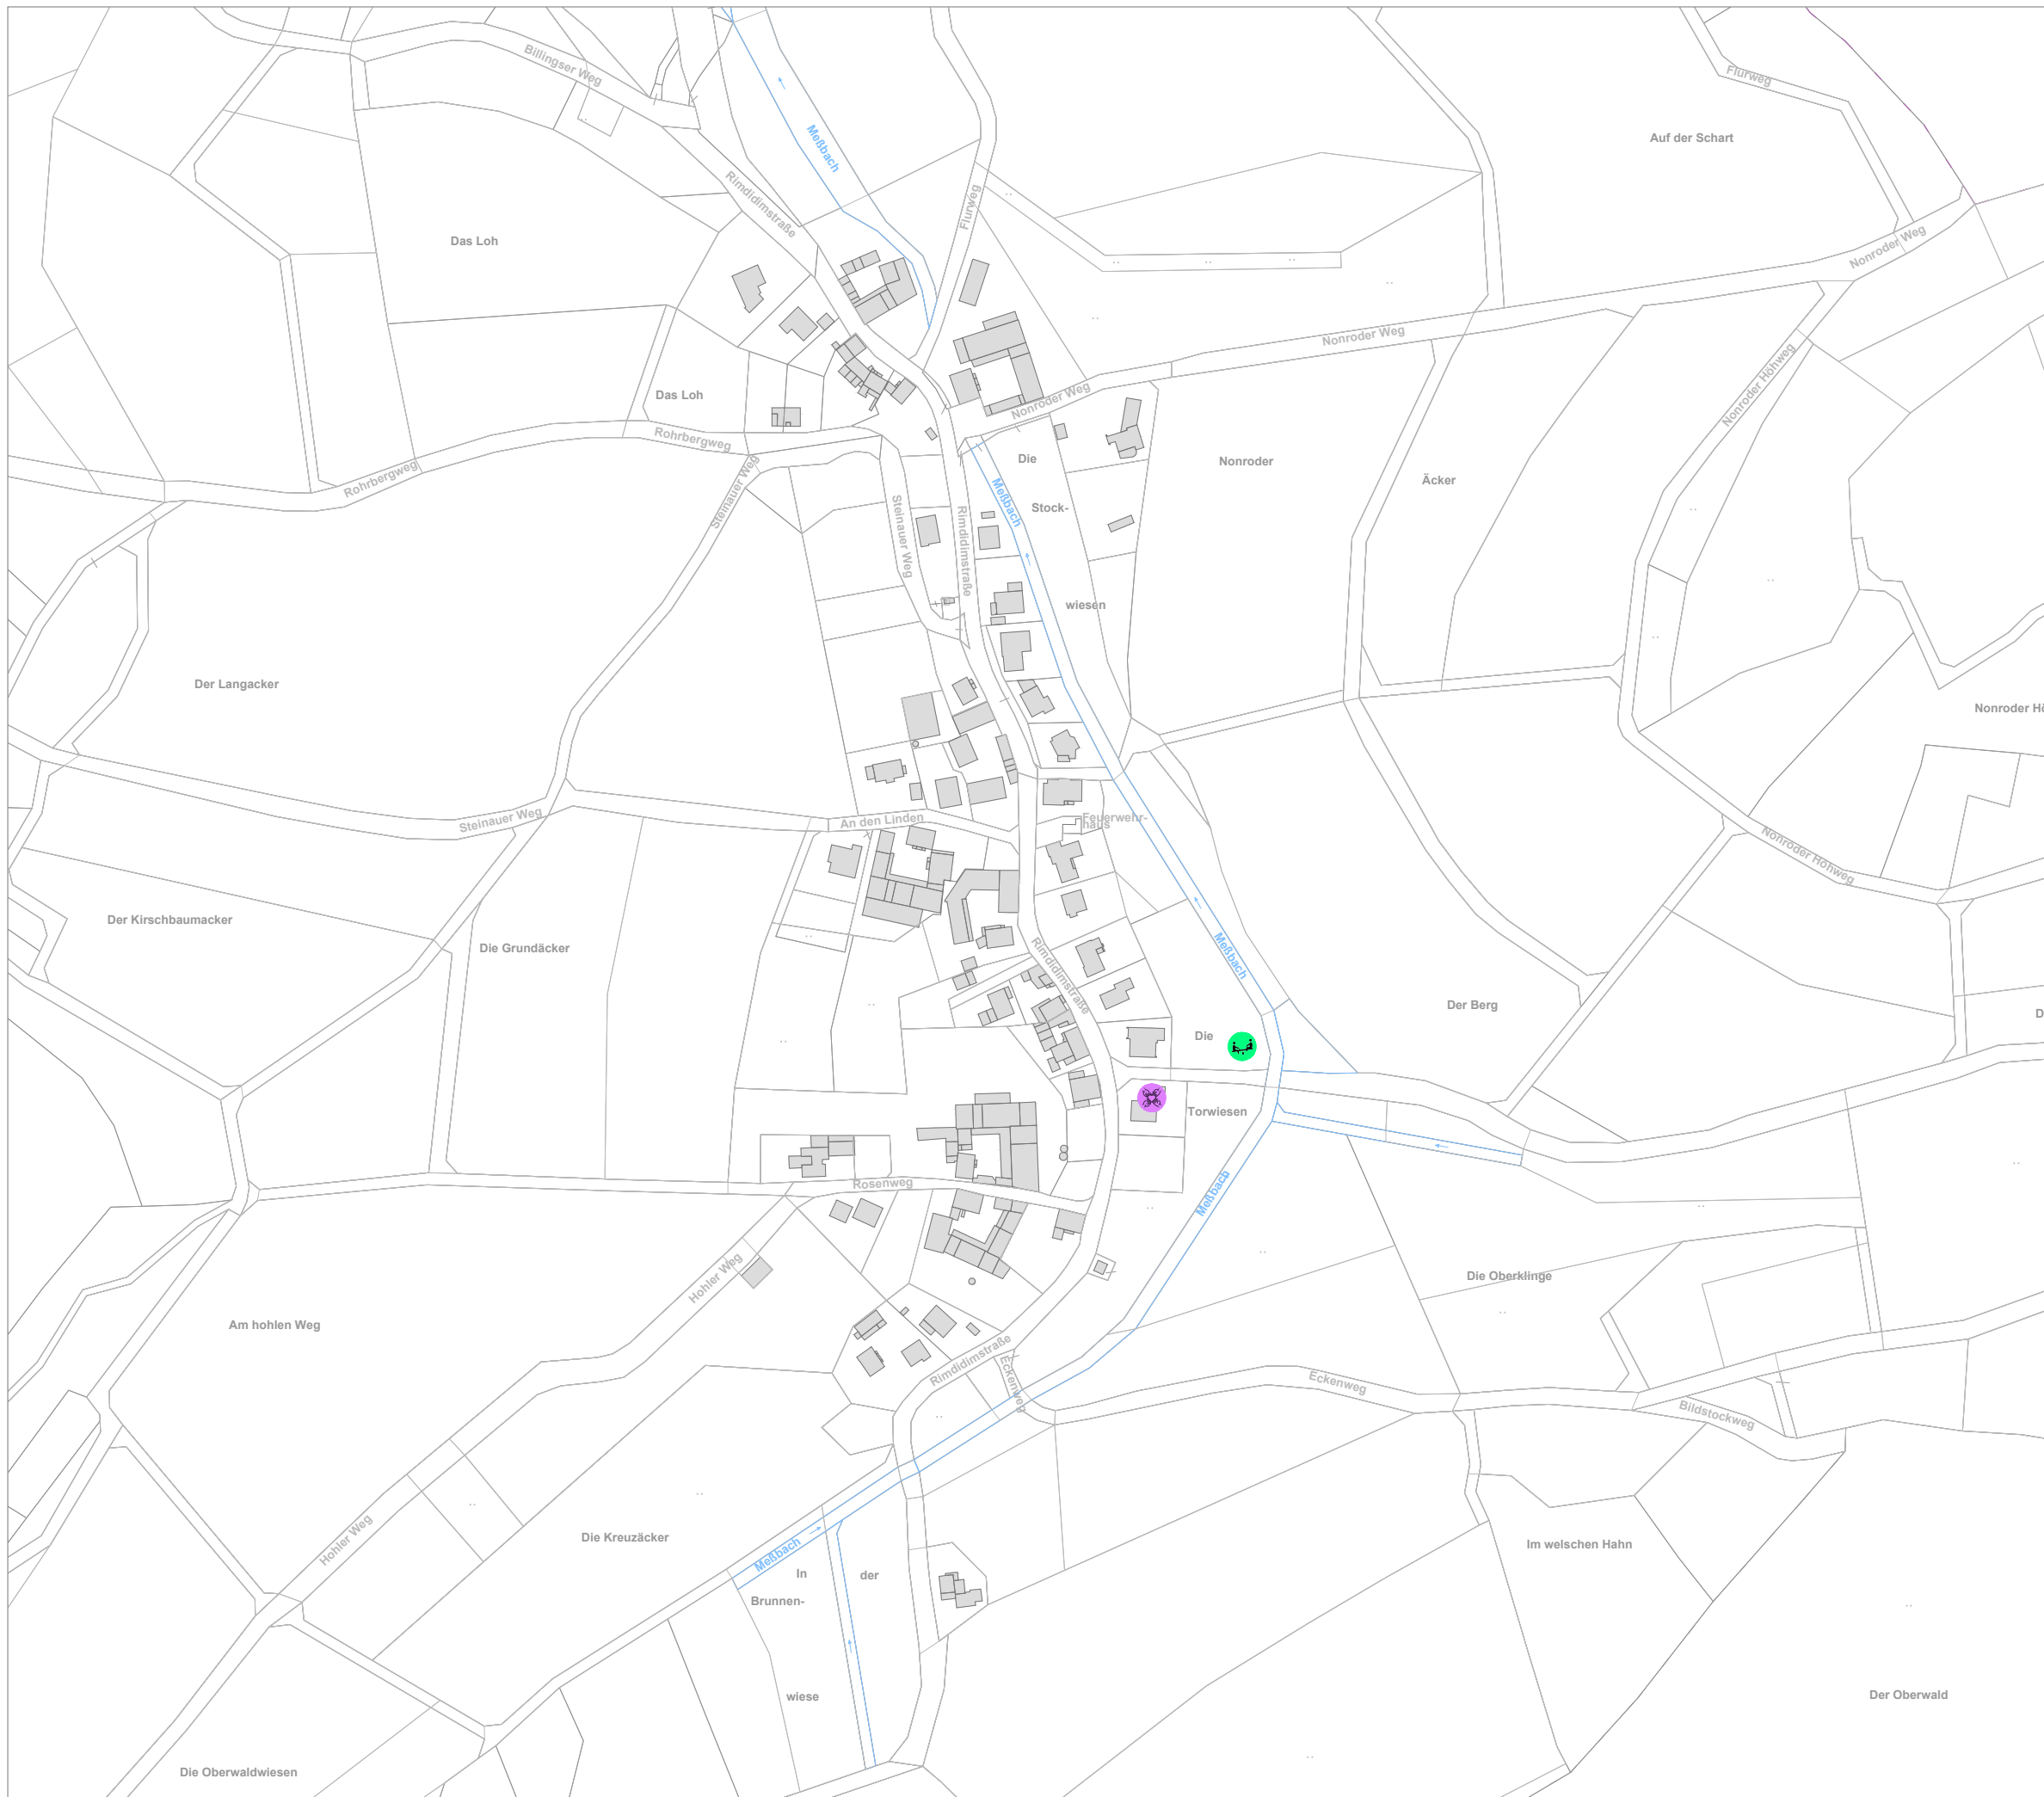 Billingser Weg
Flurweg
Meßbach
Auf der Schart
Rimdidimstraße
Flurweg
Das Loh
Nonroder Weg
Nonroder Weg
Nonroder Höhweg
Das Loh
Nonroder Weg
Rohrbergweg
Die
Nonroder
Rohrbergweg
Steinauer Weg
Äcker
Meßbach
Stock-
Steinauer Weg
Rimdidimstraße
wiesen
Der Langacker
Steinauer Weg
An den Linden
Feuerwehr-
haus
Nonroder Höhweg
Der Kirschbaumacker
Die Grundäcker
Meßbach
Rimdidimstraße
Der Berg
Die
Torwiesen
Rosenweg
Meßbach
Hohler Weg
Die Oberklinge
Am hohlen Weg
Rimdidimstraße
Eckenweg
Eckenweg
Bildstockweg
Hohler Weg
Die Kreuzäcker
Im welschen Hahn
Meßbach
In
der
Brunnen-
wiese
Der Oberwald
Die Oberwaldwiesen